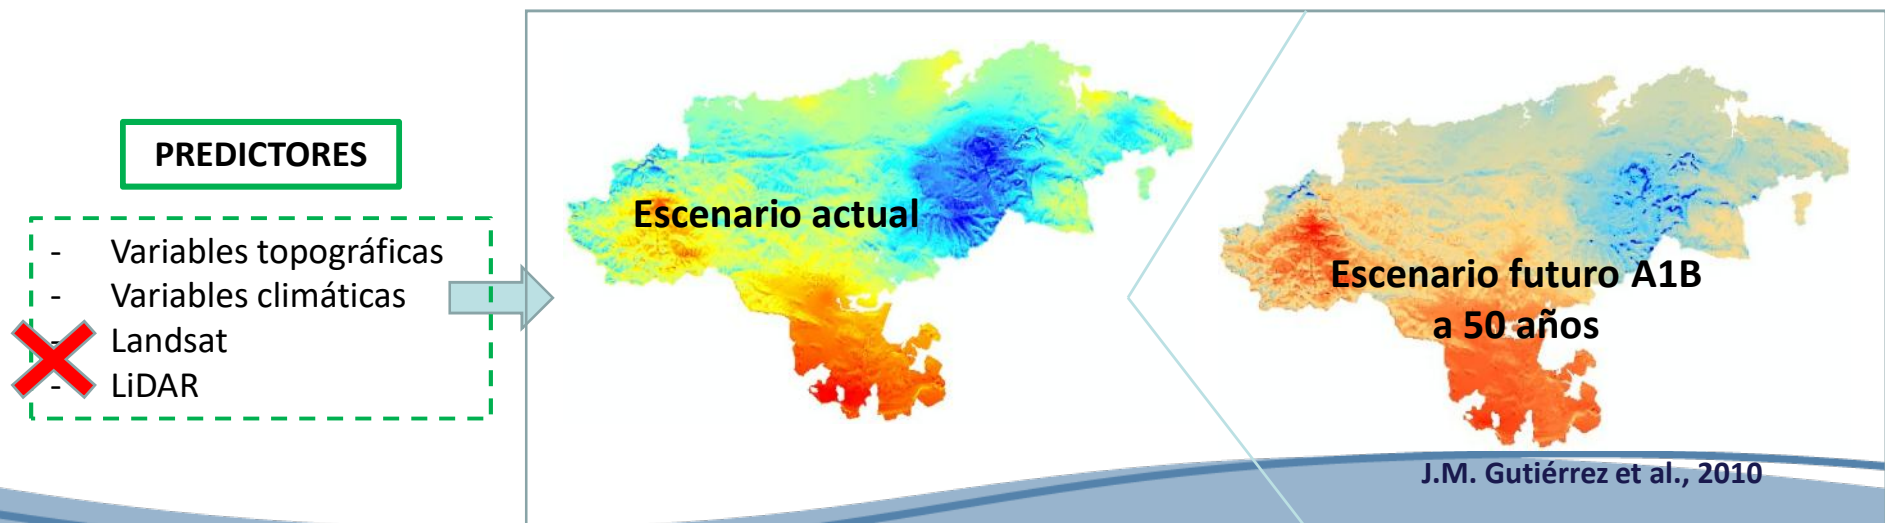 PREDICTORES
- Variables topográficas
- Variables climáticas
- Landsat
- LiDAR
Escenario actual
Escenario futuro A1B
a 50 años
J.M. Gutiérrez et al., 2010